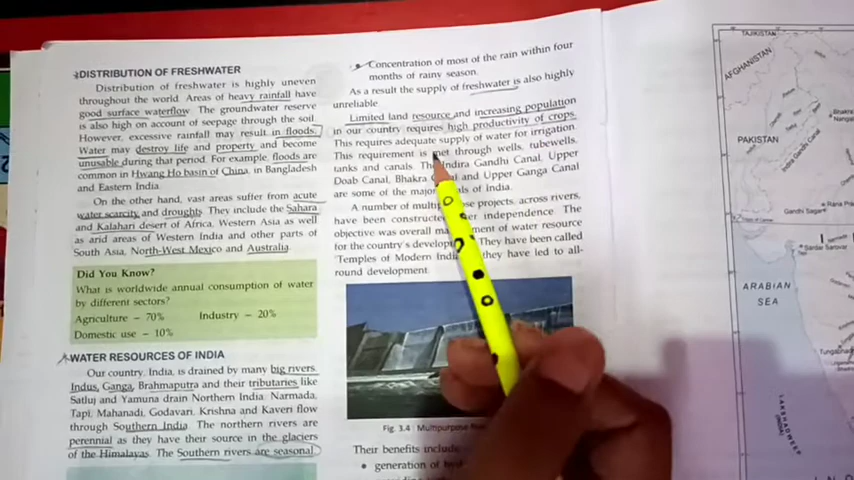 DISTRIBUTION OF FRESHWATER
Distribution of freshwater is highly uneven
throughout the world. Areas of heavy rainfall have
good surface waterflow. The groundwater reserve
is also high on account of seepage through the soil.
However, excessive rainfall may result in floods.
Water may destroy life and property and become
unusable during that period. For example, floods are
common in Hwang Ho basin of China, in Bangladesh
and Eastern India.
On the other hand, vast areas suffer from acute
water scarcity and droughts. They include the Sahara
and Kalahari desert of Africa, Western Asia as well
as arid areas of Western India and other parts of
South Asia, North-West Mexico and Australia.
Did You Know?
What is worldwide annual consumption of water
by different sectors?
Agriculture – 70% Industry – 20%
Domestic use – 10%
WATER RESOURCES OF INDIA
Our country, India, is drained by many big rivers.
Indus, Ganga, Brahmaputra and their tributaries like
Satluj and Yamuna drain Northern India. Narmada,
Tapi, Mahanadi, Godavari, Krishna and Kaveri flow
through Southern India. The northern rivers are
perennial as they have their source in the glaciers
of the Himalayas. The Southern rivers are seasonal.
Concentration of most of the rain within four
months of rainy season.
As a result the supply of freshwater is also highly
unreliable.
Limited land resource and increasing population
in our country requires high productivity of crops.
This requires adequate supply of water for irrigation.
This requirement is met through wells, tubewells,
tanks and canals. The Indira Gandhi Canal, Upper
Doab Canal, Bhakra and Upper Ganga Canal
are some of the major of India.
A number of projects, across rivers,
have been constructed independence. The
objective was overall of water resource
for the country's They have been called
'Temples of Modern they have led to all-
round development.
Fig. 3.4 : Multipurpose
Their benefits include
• generation of
TAJIKISTAN
AFGHANISTAN
PAKISTAN
Indira Gandhi Canal
Gandhi Sagar
Rana P
ARABIAN
SEA
Tungabha
LAKSHADWEEP
(INDIA)
I N D